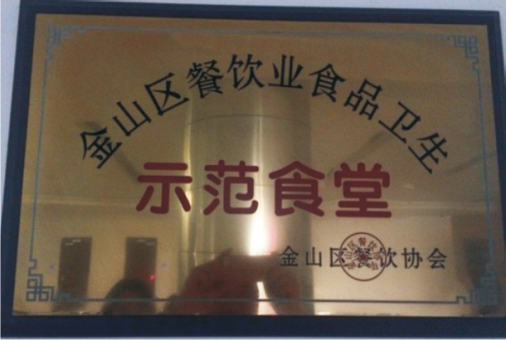 金山区餐饮业食品卫生
示范食堂
金山区餐饮协会